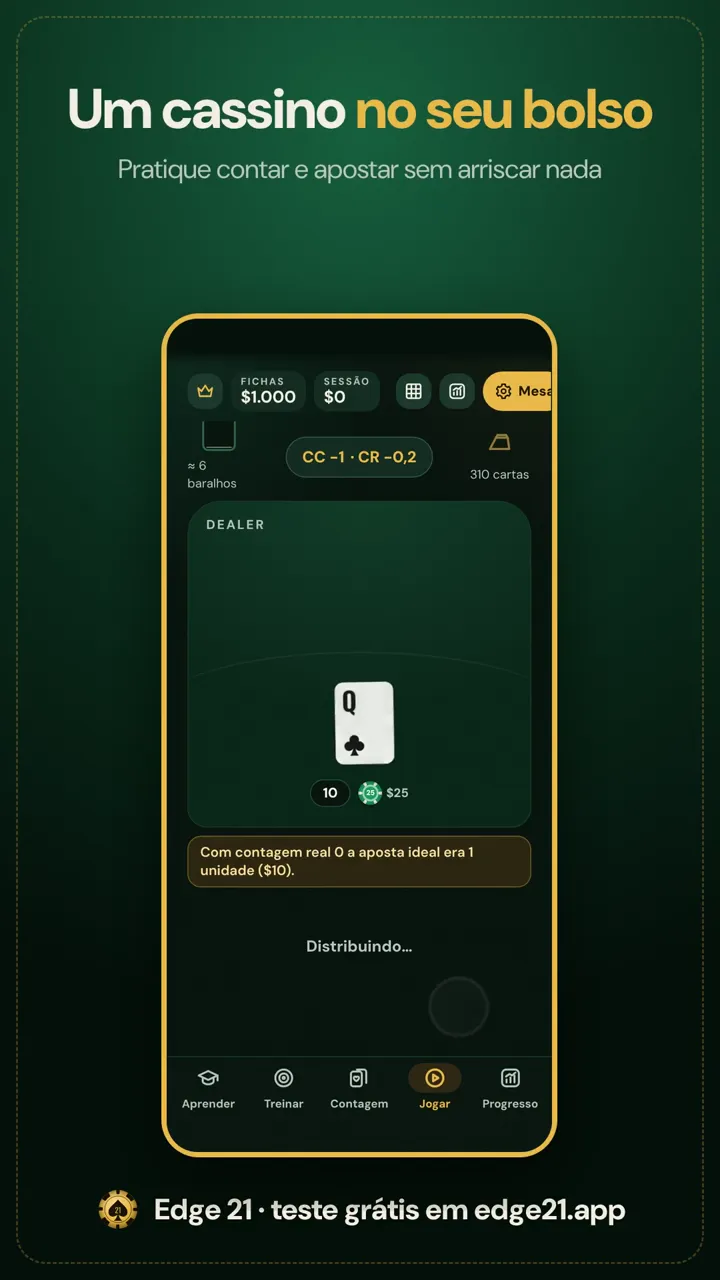 Um cassino no seu bolso
Pratique contar e apostar sem arriscar nada
FICHAS
$1.000
SESSÃO
$0
Mesa
≈ 6
baralhos
CC −1 · CR −0,2
310 cartas
DEALER
Q
10
25
$25
Com contagem real 0 a aposta ideal era 1
unidade ($10).
Distribuindo…
Aprender
Treinar
Contagem
Jogar
Progresso
21
Edge 21 · teste grátis em edge21.app